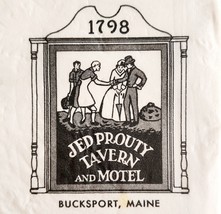 1798
JED PROUTY
TAVERN
AND MOTEL
BUCKSPORT, MAINE